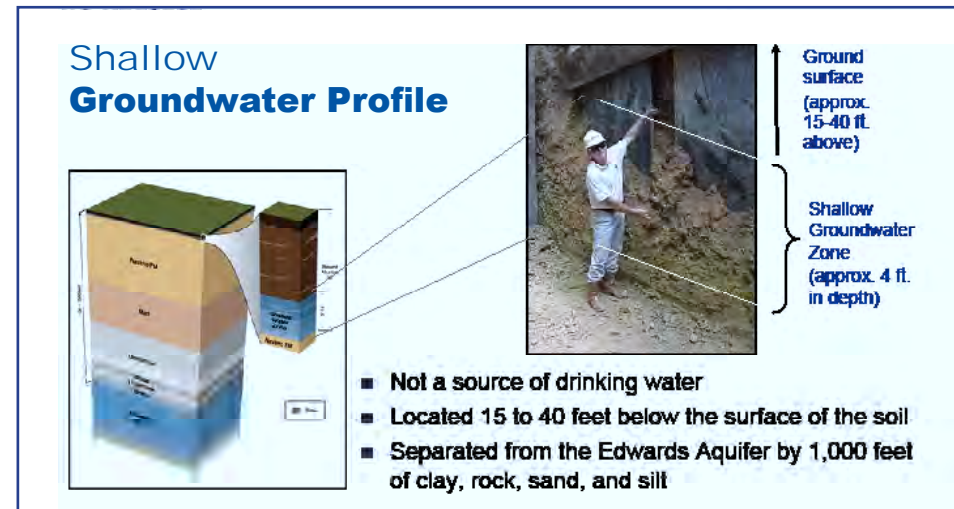 Shallow
Groundwater Profile
Ground
surface
(approx.
15-40 ft.
above)
Shallow
Groundwater
Zone
(approx. 4 ft.
in depth)
■ Not a source of drinking water
■ Located 15 to 40 feet below the surface of the soil
■ Separated from the Edwards Aquifer by 1,000 feet
of clay, rock, sand, and silt